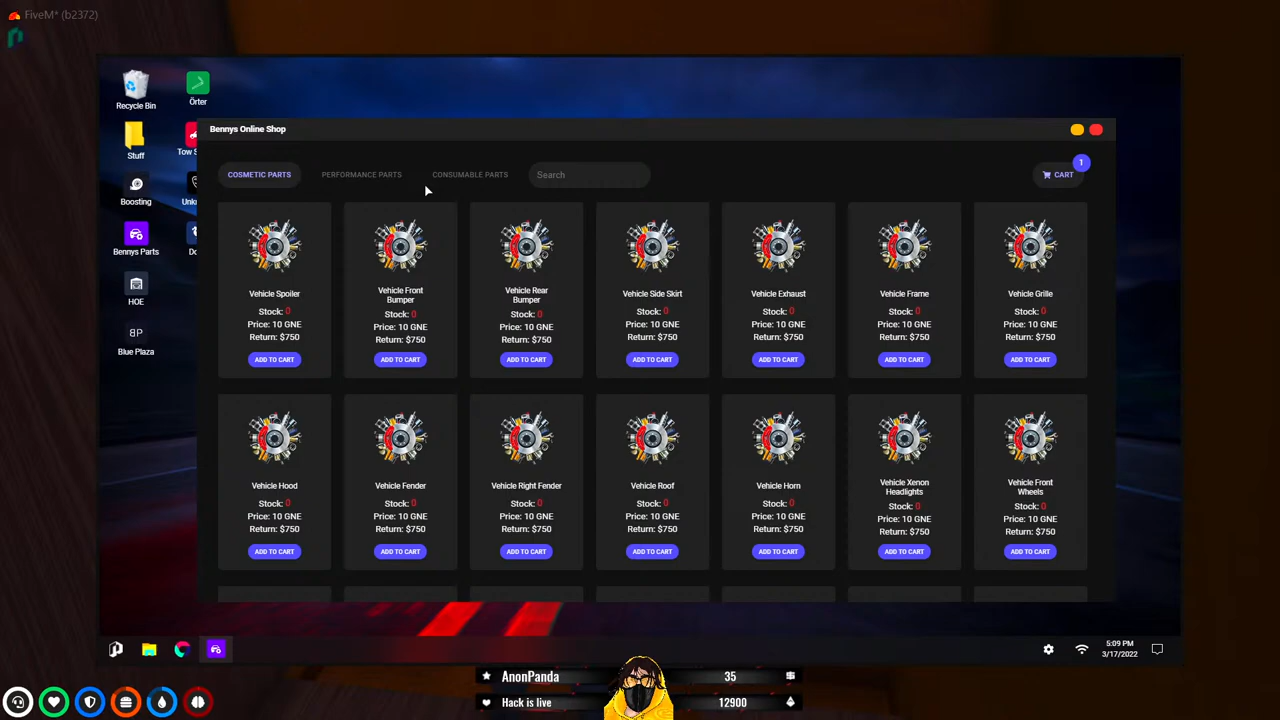 FiveM* (b2372)
Recycle Bin
Örter
Stuff
Tow S
Boosting
Unk
Bennys Parts
Do
HOE
BP
Blue Plaza
Bennys Online Shop
COSMETIC PARTS
PERFORMANCE PARTS
CONSUMABLE PARTS
Search
CART
1
Vehicle Spoiler
Stock: 0
Price: 10 GNE
Return: $750
ADD TO CART
Vehicle Front
Bumper
Stock: 0
Price: 10 GNE
Return: $750
ADD TO CART
Vehicle Rear
Bumper
Stock: 0
Price: 10 GNE
Return: $750
ADD TO CART
Vehicle Side Skirt
Stock: 0
Price: 10 GNE
Return: $750
ADD TO CART
Vehicle Exhaust
Stock: 0
Price: 10 GNE
Return: $750
ADD TO CART
Vehicle Frame
Stock: 0
Price: 10 GNE
Return: $750
ADD TO CART
Vehicle Grille
Stock: 0
Price: 10 GNE
Return: $750
ADD TO CART
Vehicle Hood
Stock: 0
Price: 10 GNE
Return: $750
ADD TO CART
Vehicle Fender
Stock: 0
Price: 10 GNE
Return: $750
ADD TO CART
Vehicle Right Fender
Stock: 0
Price: 10 GNE
Return: $750
ADD TO CART
Vehicle Roof
Stock: 0
Price: 10 GNE
Return: $750
ADD TO CART
Vehicle Horn
Stock: 0
Price: 10 GNE
Return: $750
ADD TO CART
Vehicle Xenon
Headlights
Stock: 0
Price: 10 GNE
Return: $750
ADD TO CART
Vehicle Front
Wheels
Stock: 0
Price: 10 GNE
Return: $750
ADD TO CART
5:09 PM
3/17/2022
AnonPanda
35
Hack is live
12900